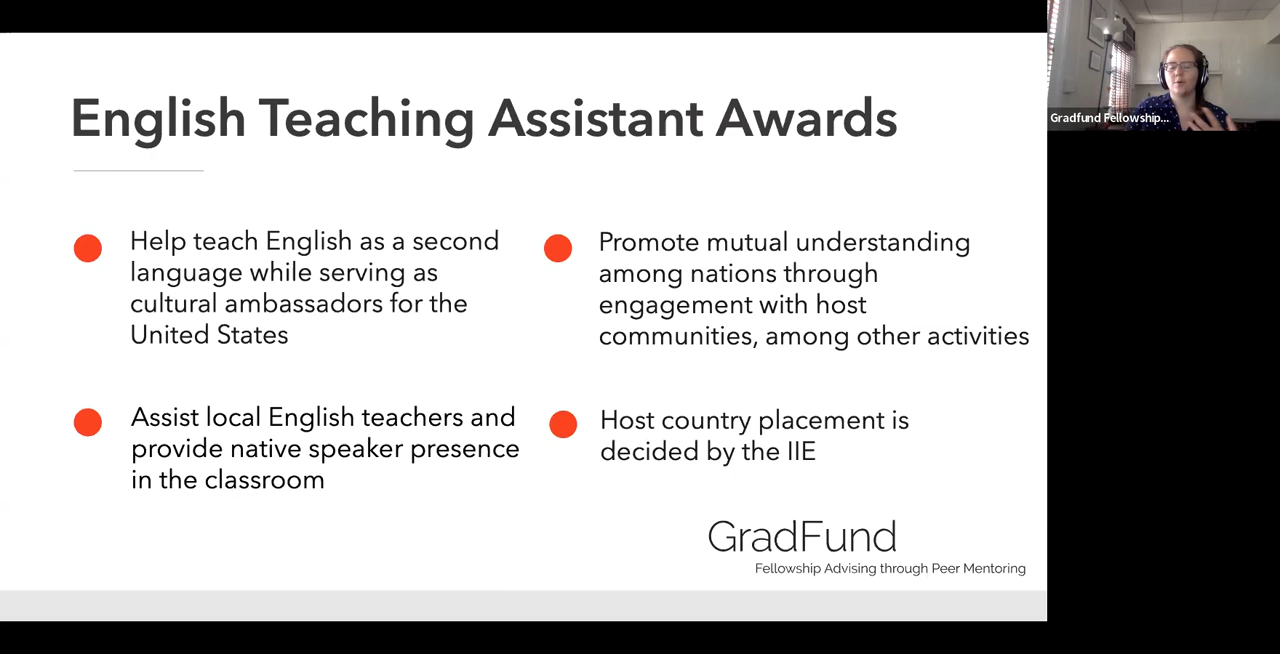 English Teaching Assistant Awards
Help teach English as a second
language while serving as
cultural ambassadors for the
United States
Promote mutual understanding
among nations through
engagement with host
communities, among other activities
Assist local English teachers and
provide native speaker presence
in the classroom
Host country placement is
decided by the IIE
GradFund
Fellowship Advising through Peer Mentoring
Gradfund Fellowship...